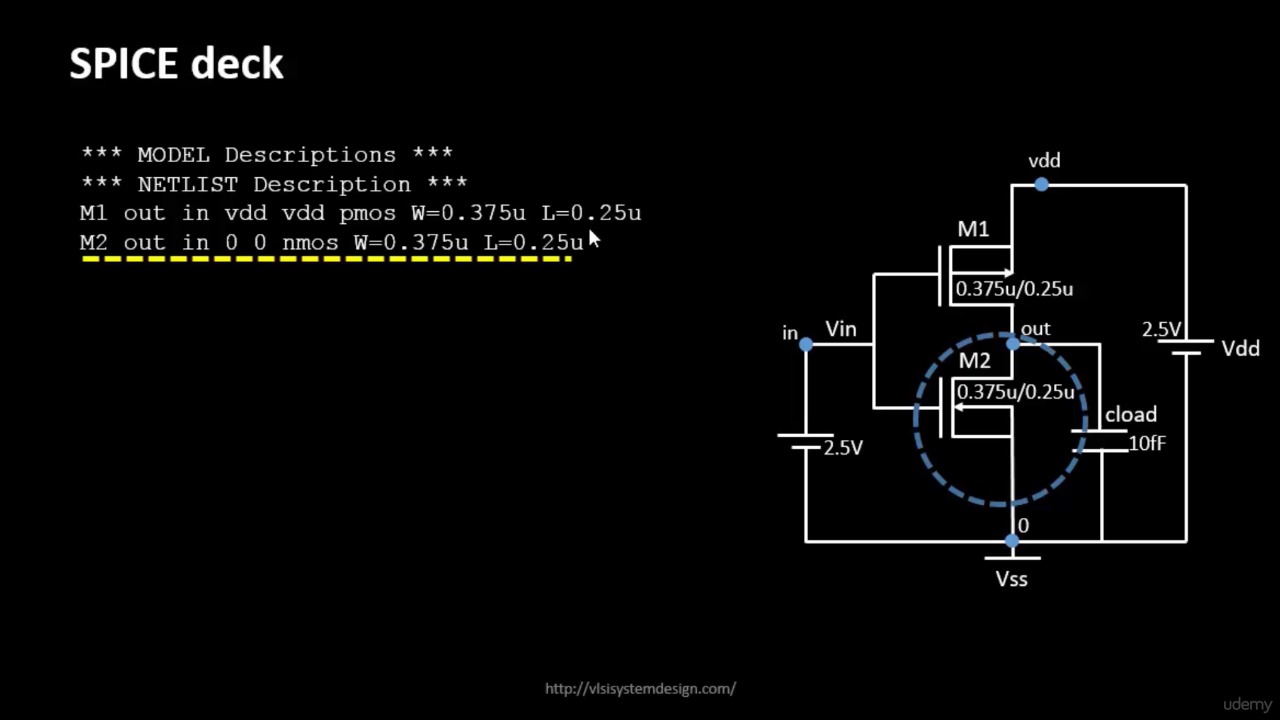 SPICE deck
*** MODEL Descriptions ***
*** NETLIST Description ***
M1 out in vdd vdd pmos W=0.375u L=0.25u
M2 out in 0 0 nmos W=0.375u L=0.25u
vdd
M1
0.375u/0.25u
in
Vin
out
2.5V
Vdd
M2
0.375u/0.25u
cload
10fF
2.5V
0
Vss
http://vlsisystemdesign.com/
udemy